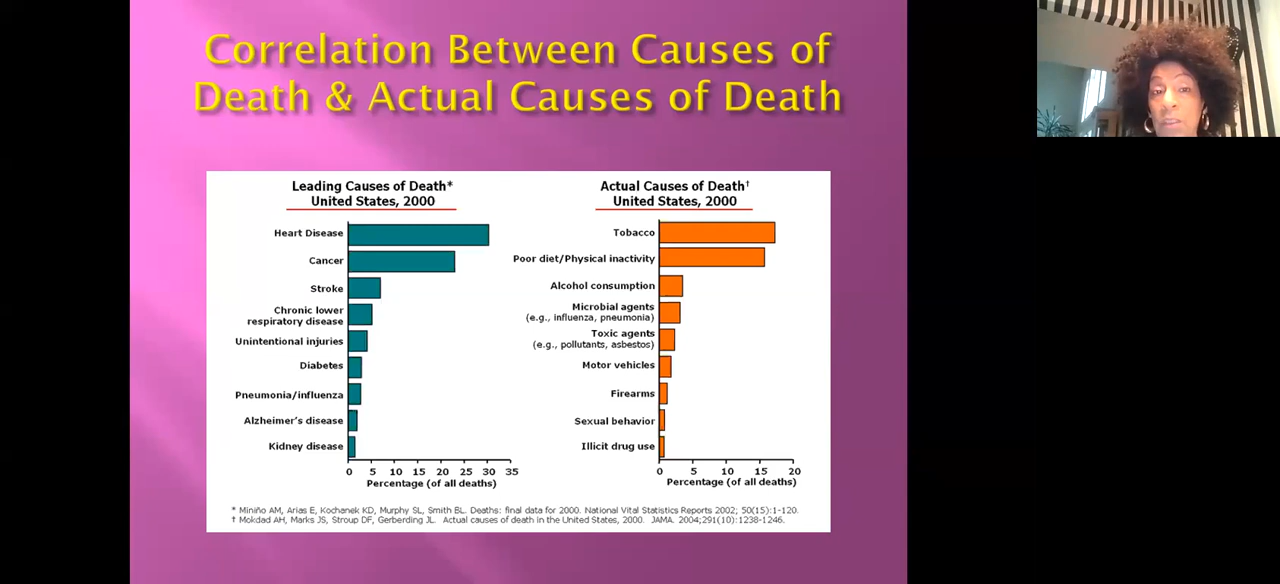 Correlation Between Causes of
Death & Actual Causes of Death
Leading Causes of Death*
United States, 2000
Heart Disease
Cancer
Stroke
Chronic lower
respiratory disease
Unintentional injuries
Diabetes
Pneumonia/influenza
Alzheimer's disease
Kidney disease
0 5 10 15 20 25 30 35
Percentage (of all deaths)
Actual Causes of Death†
United States, 2000
Tobacco
Poor diet/Physical inactivity
Alcohol consumption
Microbial agents
(e.g., influenza, pneumonia)
Toxic agents
(e.g., pollutants, asbestos)
Motor vehicles
Firearms
Sexual behavior
Illicit drug use
0 5 10 15 20
Percentage (of all deaths)
* Miniño AM, Arias E, Kochanek KD, Murphy SL, Smith BL. Deaths: final data for 2000. National Vital Statistics Reports 2002; 50(15):1-120.
† Mokdad AH, Marks JS, Stroup DF, Gerberding JL. Actual causes of death in the United States, 2000. JAMA. 2004;291(10):1238-1246.